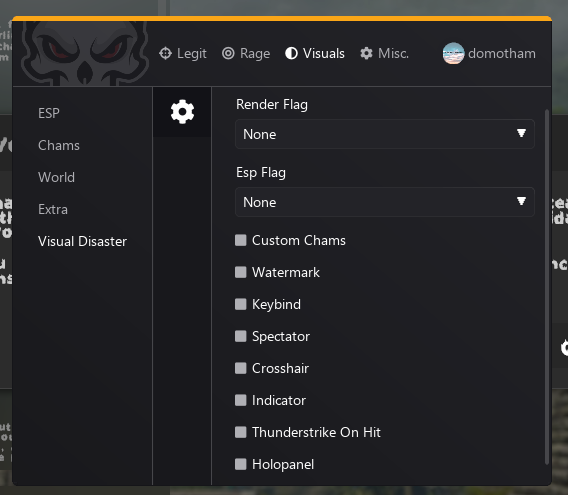 Legit Rage Visuals Misc. domotham
ESP
Chams
World
Extra
Visual Disaster
Render Flag
None
Esp Flag
None
Custom Chams
Watermark
Keybind
Spectator
Crosshair
Indicator
Thunderstrike On Hit
Holopanel